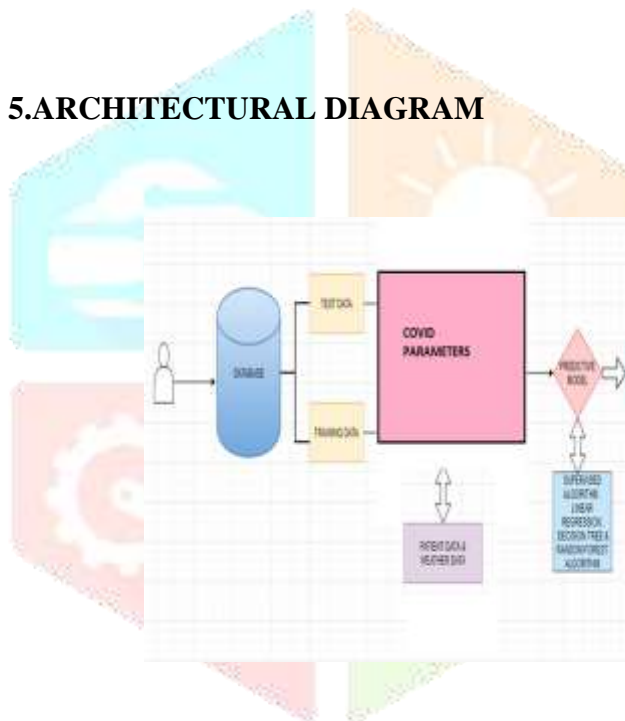 5.ARCHITECTURAL DIAGRAM
TEST DATA
COVID
PARAMETERS
DATABASE
PREDICTIVE
MODEL
TRAINING DATA
PATIENT DATA &
WEATHER DATA
SUPERVISED
ALGORITHM
LINEAR
REGRESSION
DECISION TREE &
RANDOM FOREST
ALGORITHM